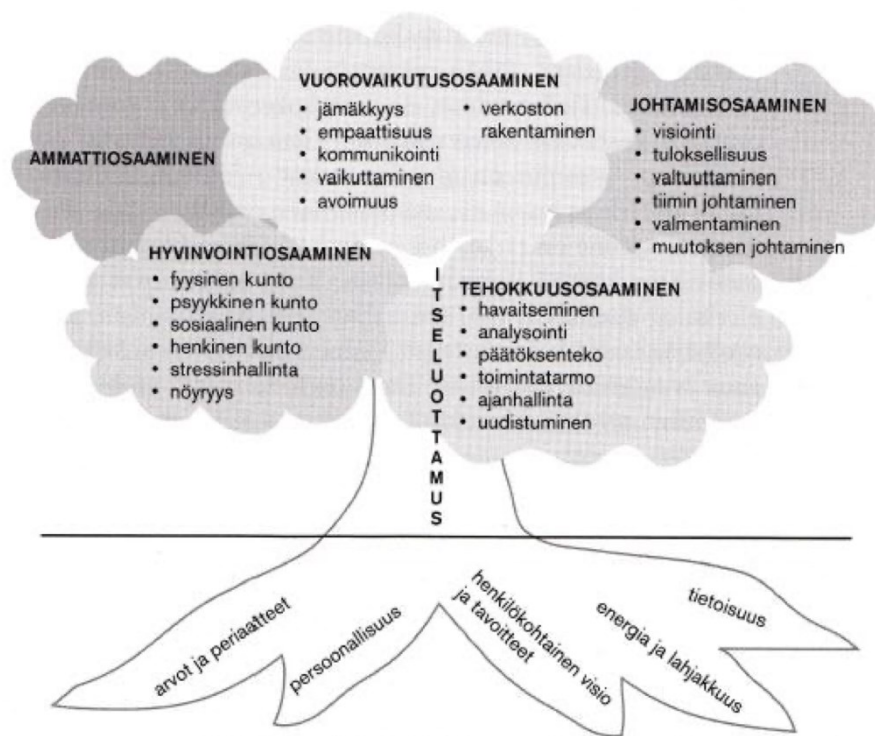 VUOROVAIKUTUSOSAAMINEN
• jämäkkyys
• empaattisuus
• kommunikointi
• vaikuttaminen
• avoimuus
• verkoston
rakentaminen
JOHTAMISOSAAMINEN
• visiointi
• tuloksellisuus
• valtuuttaminen
• tiimin johtaminen
• valmentaminen
• muutoksen johtaminen
AMMATTIOSAAMINEN
HYVINVOINTIOSAAMINEN
• fyysinen kunto
• psyykkinen kunto
• sosiaalinen kunto
• henkinen kunto
• stressinhallinta
• nöyryys
ITSELUOTTAMUS
TEHOKKUUSOSAAMINEN
• havaitseminen
• analysointi
• päätöksenteko
• toimintatarmo
• ajanhallinta
• uudistuminen
arvot ja periaatteet
persoonallisuus
henkilökohtainen visio
ja tavoitteet
energia ja lahjakkuus
tietoisuus